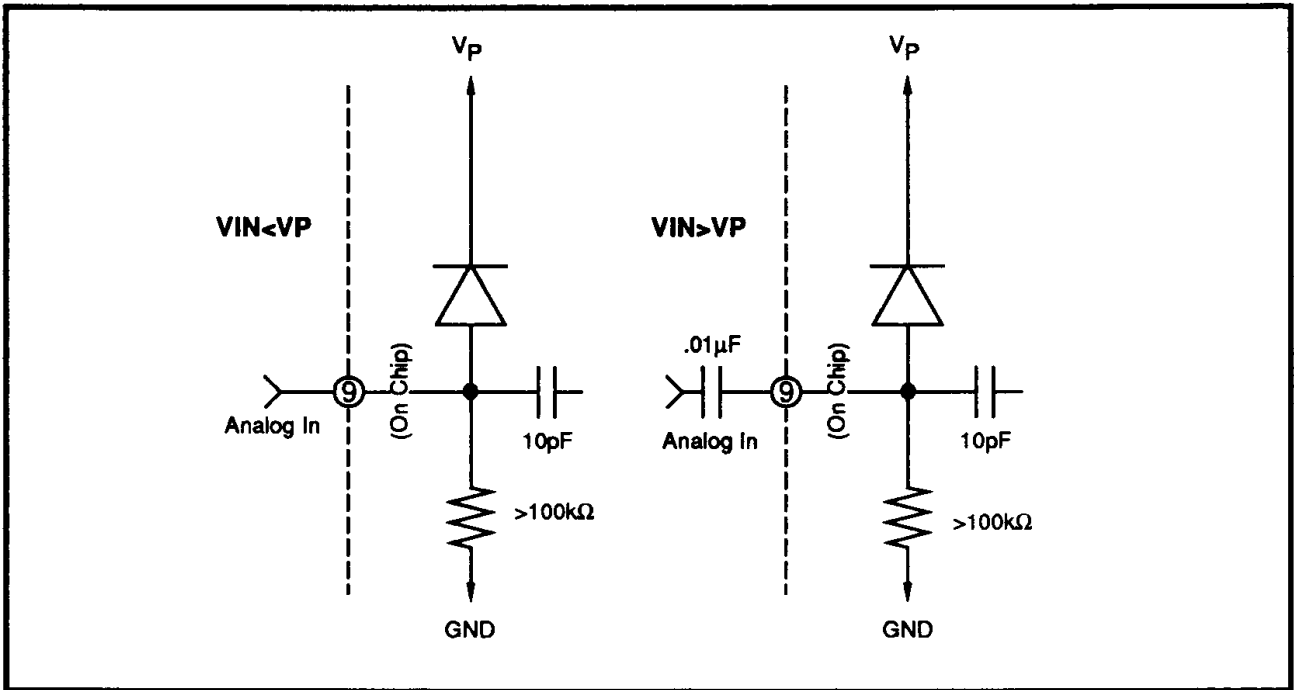 VP
VIN<VP
9
(On Chip)
Analog In
10pF
>100kΩ
GND
VP
VIN>VP
.01µF
9
(On Chip)
Analog In
10pF
>100kΩ
GND